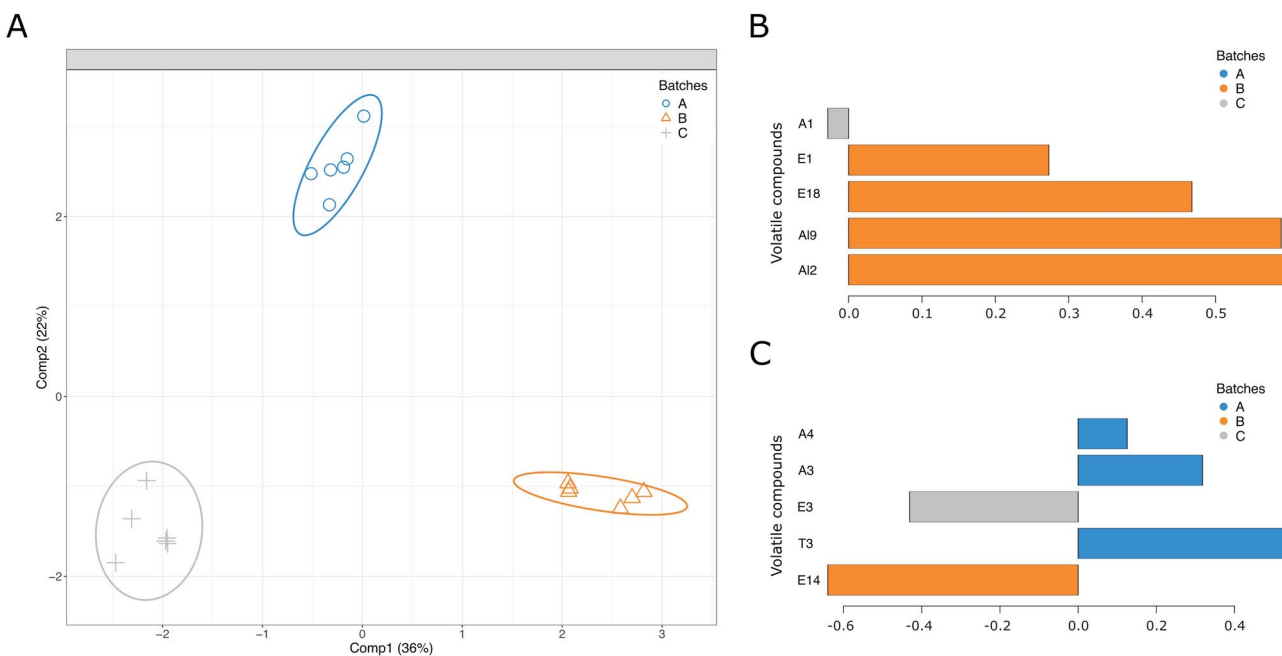 A
Batches
A
B
C
Comp2 (22%)
2
0
−2
−2
−1
0
1
2
3
Comp1 (36%)
B
Batches
A
B
C
Volatile compounds
A1
E1
E18
Al9
Al2
0.0
0.1
0.2
0.3
0.4
0.5
C
Batches
A
B
C
Volatile compounds
A4
A3
E3
T3
E14
-0.6
-0.4
-0.2
0.0
0.2
0.4